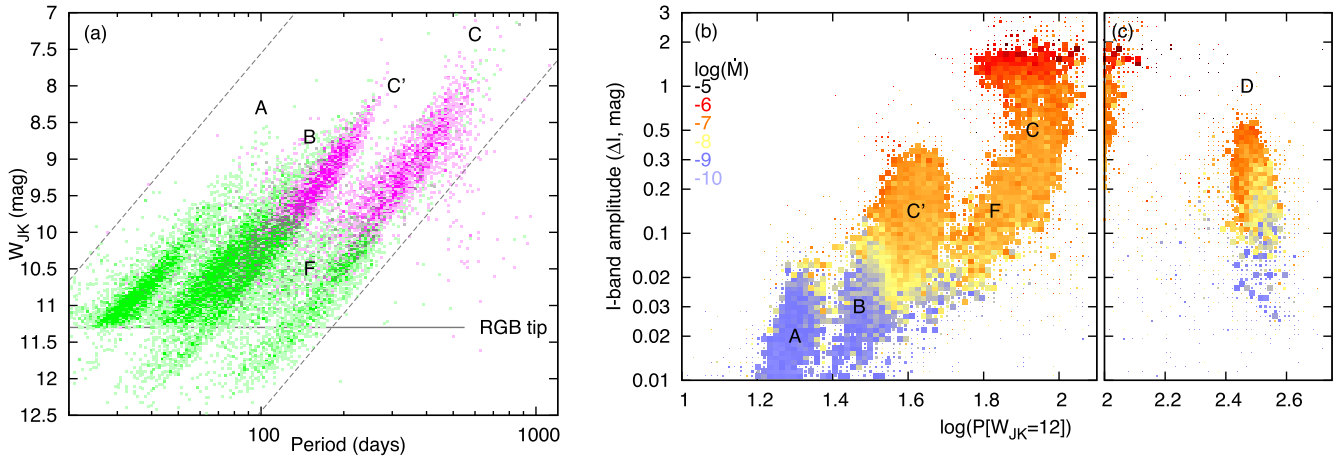 (a)
7
7.5
8
8.5
9
9.5
10
10.5
11
11.5
12
12.5
W_JK (mag)
A
B
C'
C
F
RGB tip
100
1000
Period (days)
(b)
3
2
1
0.5
0.3
0.2
0.1
0.02
0.03
0.02
0.01
I-band amplitude (ΔI, mag)
log(Ṁ)
-5
-6
-7
-8
-9
-10
A
B
C'
F
C
1
1.2
1.4
1.6
1.8
2
log(P[W_JK=12])
(c)
D
2
2.2
2.4
2.6